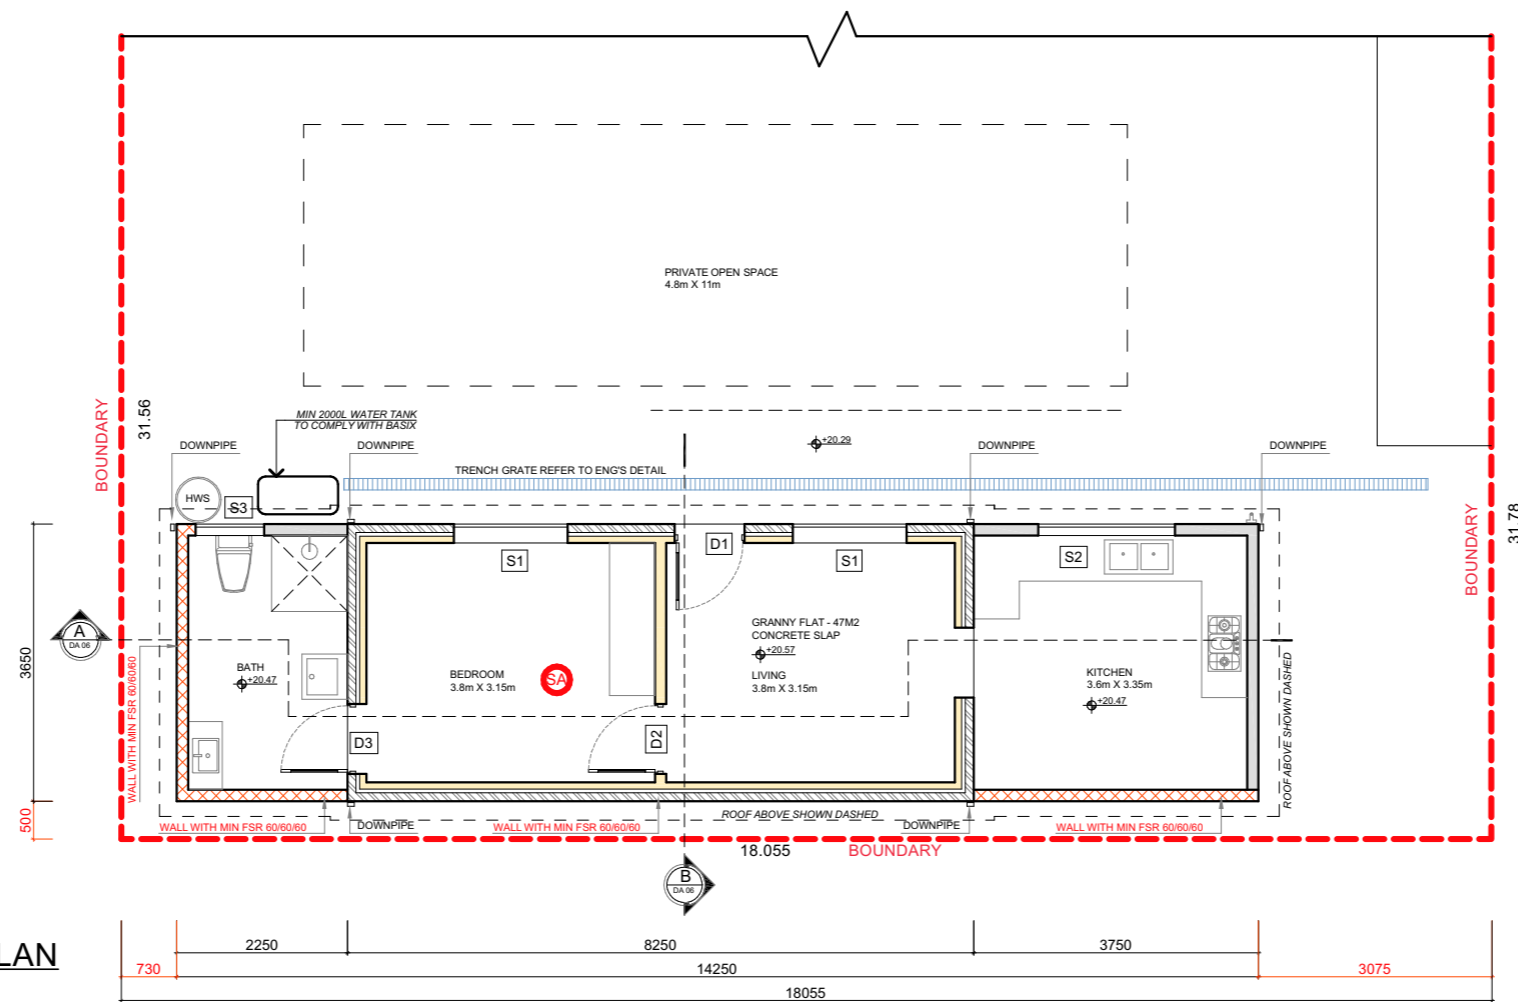 PRIVATE OPEN SPACE
4.8m X 11m
BOUNDARY
31.56
MIN 2000L WATER TANK
TO COMPLY WITH BASIX
DOWNPIPE
DOWNPIPE
+20.29
DOWNPIPE
DOWNPIPE
TRENCH GRATE REFER TO ENG'S DETAIL
HWS
S3
BOUNDARY
31.78
D1
S1
S1
S2
A
DA 06
3650
GRANNY FLAT - 47M2
CONCRETE SLAP
+20.57
LIVING
3.8m X 3.15m
BATH
+20.47
BEDROOM
3.8m X 3.15m
SA
KITCHEN
3.6m X 3.35m
+20.47
WALL WITH MIN FSR 60/60/60
D3
D2
ROOF ABOVE SHOWN DASHED
500
WALL WITH MIN FSR 60/60/60
DOWNPIPE
WALL WITH MIN FSR 60/60/60
ROOF ABOVE SHOWN DASHED
DOWNPIPE
WALL WITH MIN FSR 60/60/60
18.055
BOUNDARY
B
DA 06
LAN
2250
8250
3750
730
14250
3075
18055